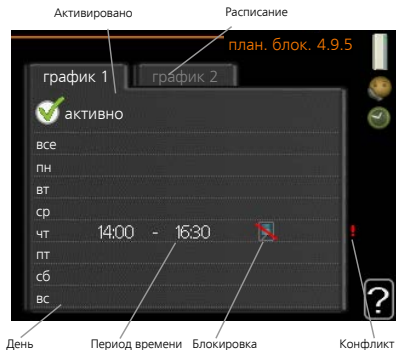 Активировано
Расписание
план. блок. 4.9.5
график 1
график 2
активно
все
пн
вт
ср
чт 14:00 - 16:30 !
пт
сб
вс
?
День
Период времени
Блокировка
Конфликт